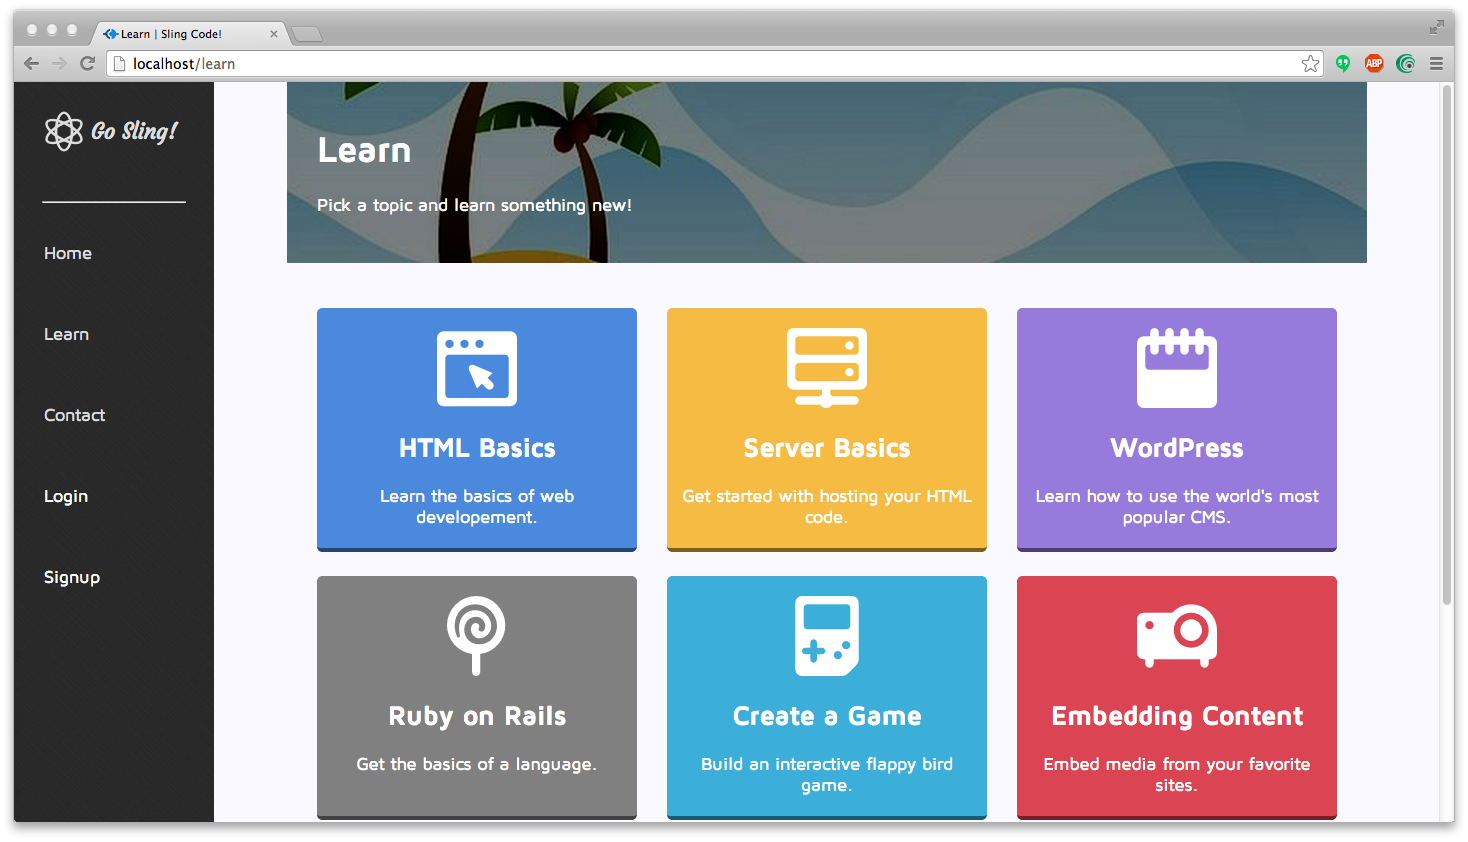 Learn | Sling Code!
localhost/learn
ABP
Go Sling!
Home
Learn
Contact
Login
Signup
Learn
Pick a topic and learn something new!
HTML Basics
Learn the basics of web
developement.
Server Basics
Get started with hosting your HTML
code.
WordPress
Learn how to use the world's most
popular CMS.
Ruby on Rails
Get the basics of a language.
Create a Game
Build an interactive flappy bird
game.
Embedding Content
Embed media from your favorite
sites.